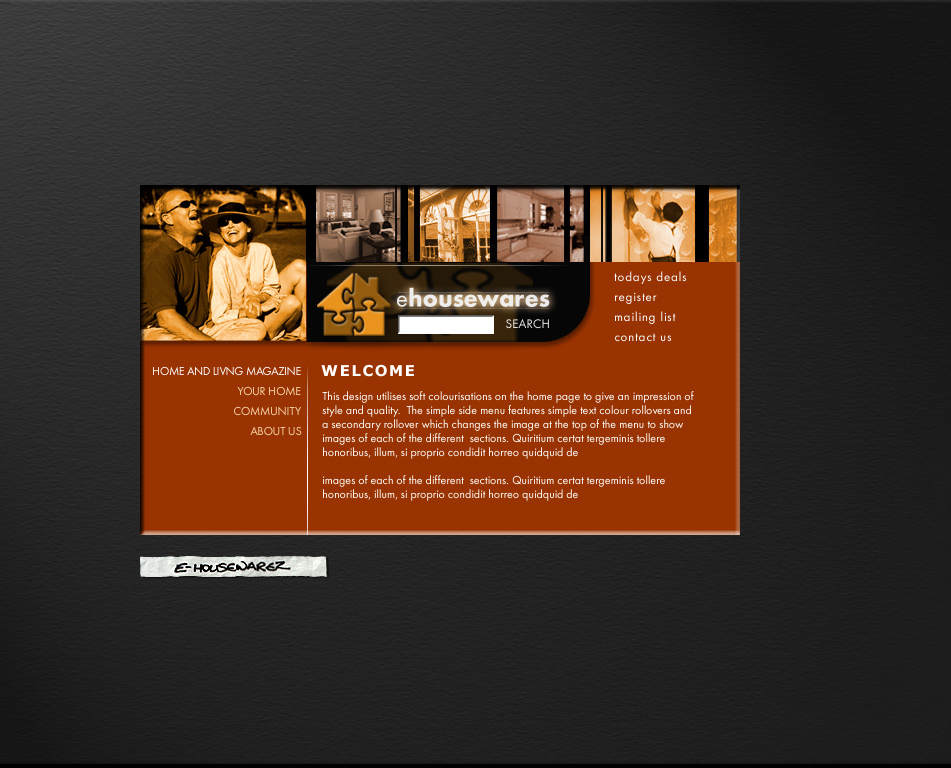 ehousewares
SEARCH
todays deals
register
mailing list
contact us
HOME AND LIVNG MAGAZINE
YOUR HOME
COMMUNITY
ABOUT US
WELCOME
This design utilises soft colourisations on the home page to give an impression of
style and quality.  The simple side menu features simple text colour rollovers and
a secondary rollover which changes the image at the top of the menu to show
images of each of the different  sections. Quiritium certat tergeminis tollere
honoribus, illum, si proprio condidit horreo quidquid de
images of each of the different  sections. Quiritium certat tergeminis tollere
honoribus, illum, si proprio condidit horreo quidquid de
E-HOUSEWAREZ